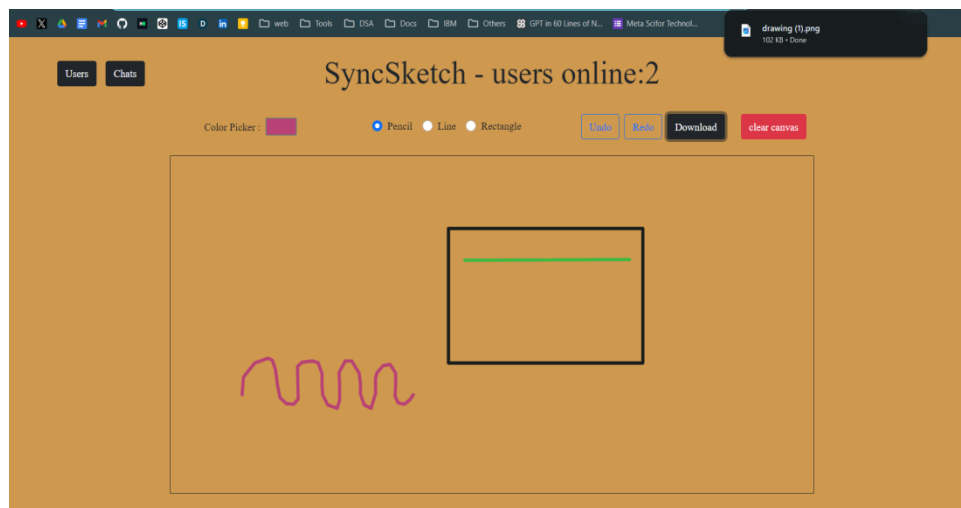 web Tools DSA Docs IBM Others GPT in 60 Lines of N... Meta Scifor Technol...
drawing (1).png
102 KB • Done
Users Chats
SyncSketch - users online:2
Color Picker : Pencil Line Rectangle Undo Redo Download clear canvas